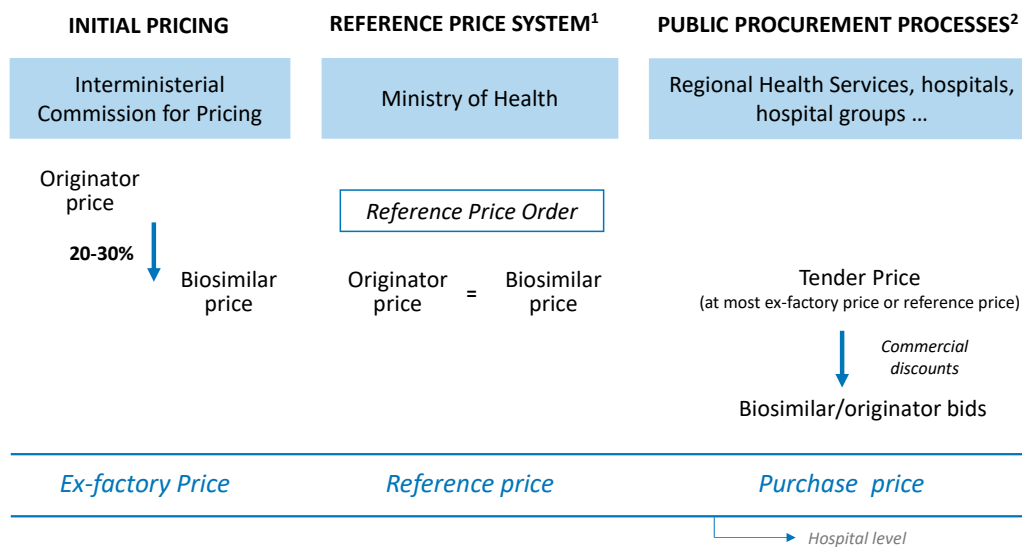 INITIAL PRICING
Interministerial
Commission for Pricing
Originator
price
20-30%
Biosimilar
price
Ex-factory Price
REFERENCE PRICE SYSTEM¹
Ministry of Health
Reference Price Order
Originator
price
=
Biosimilar
price
Reference price
PUBLIC PROCUREMENT PROCESSES²
Regional Health Services, hospitals,
hospital groups …
Tender Price
(at most ex-factory price or reference price)
Commercial
discounts
Biosimilar/originator bids
Purchase price
Hospital level